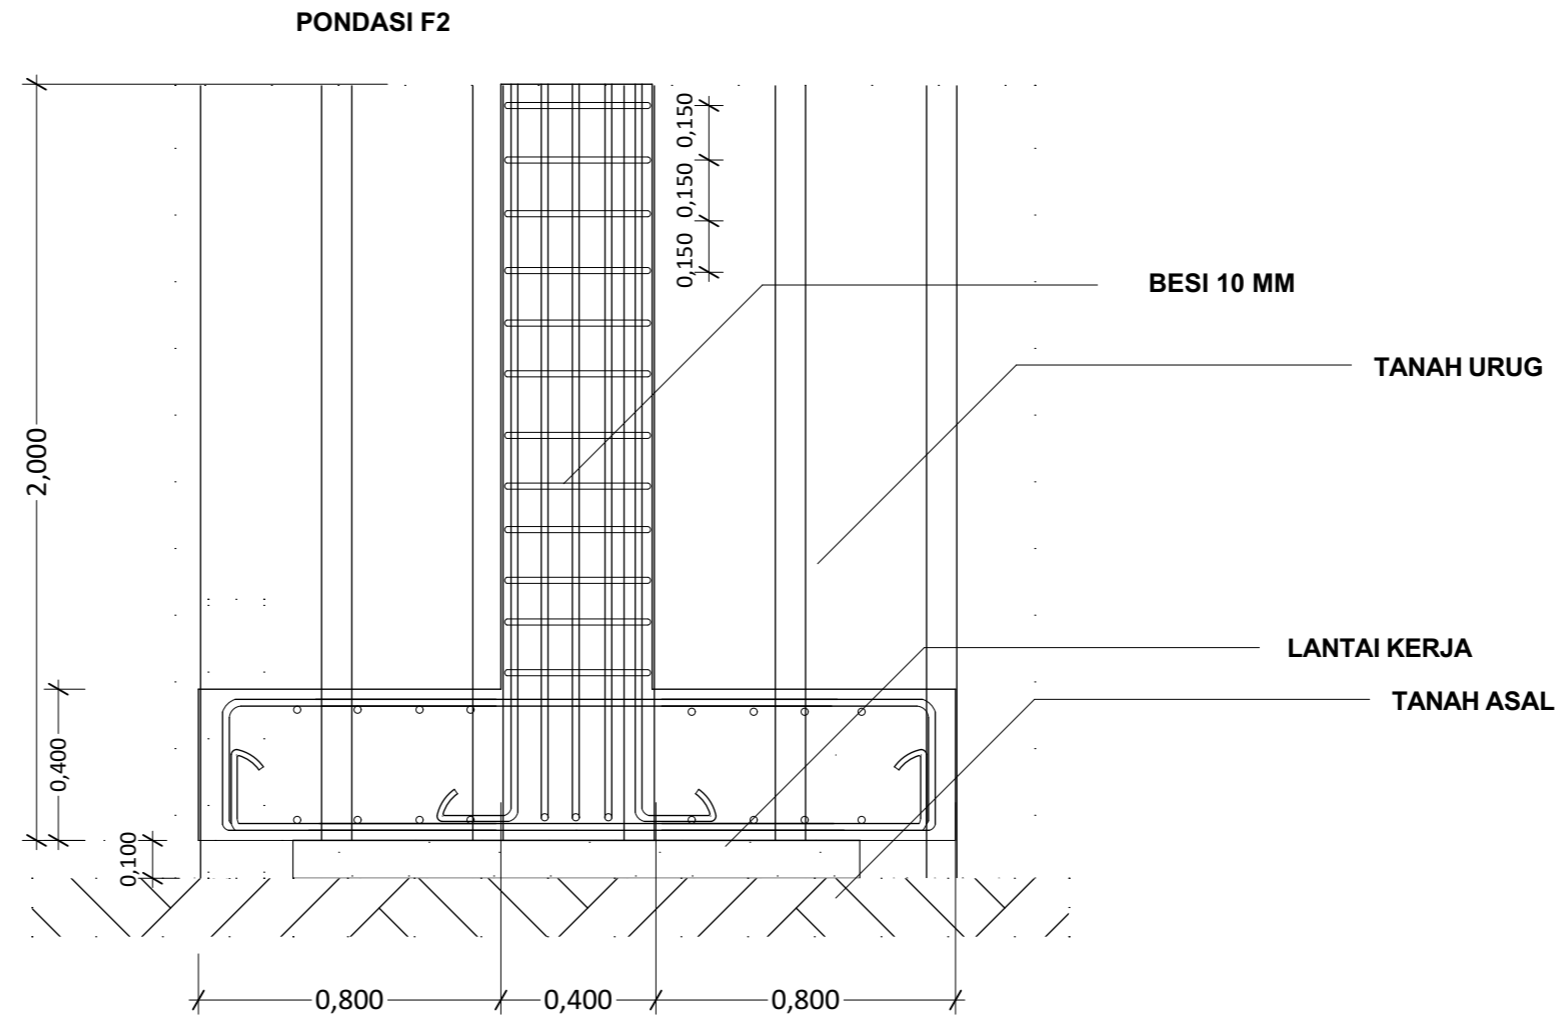 PONDASI F2
0,150
0,150
0,150
BESI 10 MM
TANAH URUG
2,000
LANTAI KERJA
TANAH ASAL
0,400
0,100
0,800
0,400
0,800